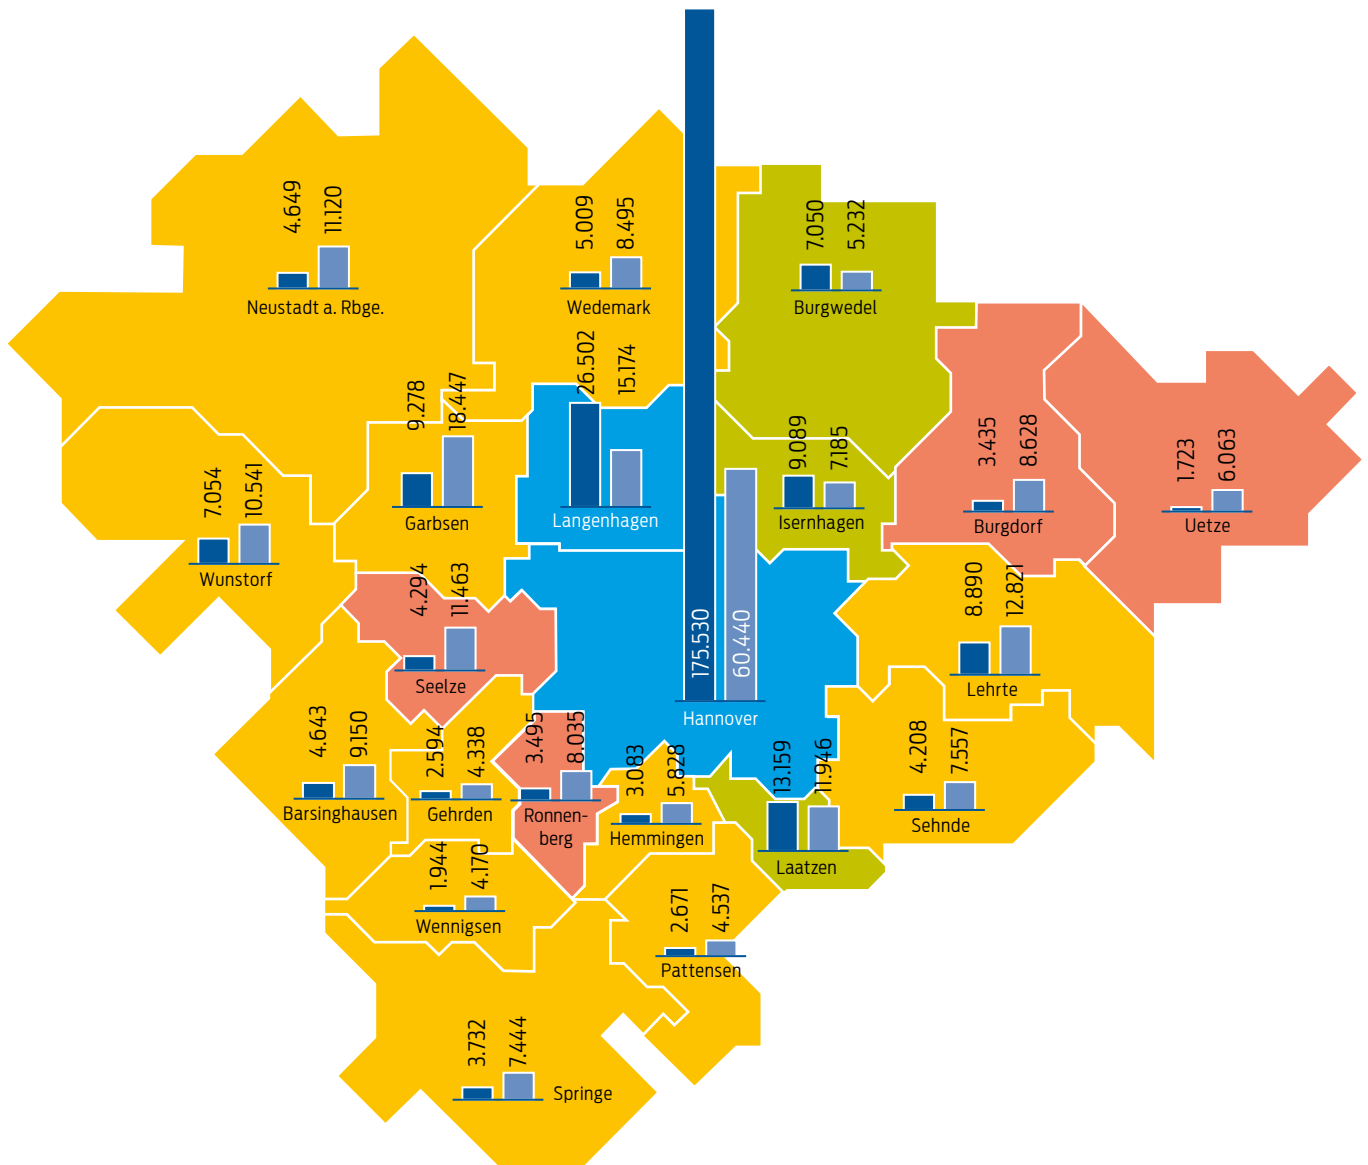 4.649
11.120
Neustadt a. Rbge.
5.009
8.495
Wedemark
7.050
5.232
Burgwedel
26.502
15.174
Langenhagen
9.278
18.447
Garbsen
7.054
10.541
Wunstorf
9.089
7.185
Isernhagen
3.435
8.628
Burgdorf
1.723
6.063
Uetze
4.294
11.463
Seelze
175.530
60.440
Hannover
8.890
12.821
Lehrte
4.643
9.150
Barsinghausen
2.594
4.338
Gehrden
3.495
8.035
Ronnen-
berg
3.083
5.828
Hemmingen
13.159
11.946
Laatzen
4.208
7.557
Sehnde
1.944
4.170
Wennigsen
2.671
4.537
Pattensen
3.732
7.444
Springe